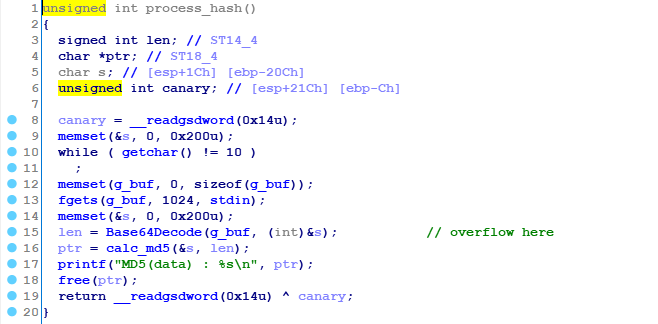 1 unsigned int process_hash()
2 {
3 signed int len; // ST14_4
4 char *ptr; // ST18_4
5 char s; // [esp+1Ch] [ebp-20Ch]
6 unsigned int canary; // [esp+21Ch] [ebp-Ch]
7
8 canary = __readgsdword(0x14u);
9 memset(&s, 0, 0x200u);
10 while ( getchar() != 10 )
11 ;
12 memset(g_buf, 0, sizeof(g_buf));
13 fgets(g_buf, 1024, stdin);
14 memset(&s, 0, 0x200u);
15 len = Base64Decode(g_buf, (int)&s); // overflow here
16 ptr = calc_md5(&s, len);
17 printf("MD5(data) : %s\n", ptr);
18 free(ptr);
19 return __readgsdword(0x14u) ^ canary;
20 }